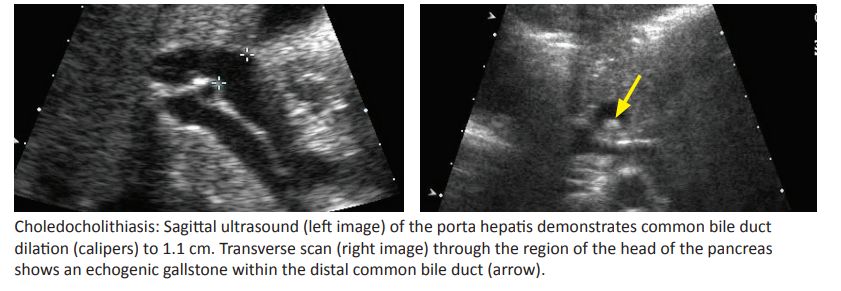 Choledocholithiasis: Sagittal ultrasound (left image) of the porta hepatis demonstrates common bile duct
dilation (calipers) to 1.1 cm. Transverse scan (right image) through the region of the head of the pancreas
shows an echogenic gallstone within the distal common bile duct (arrow).